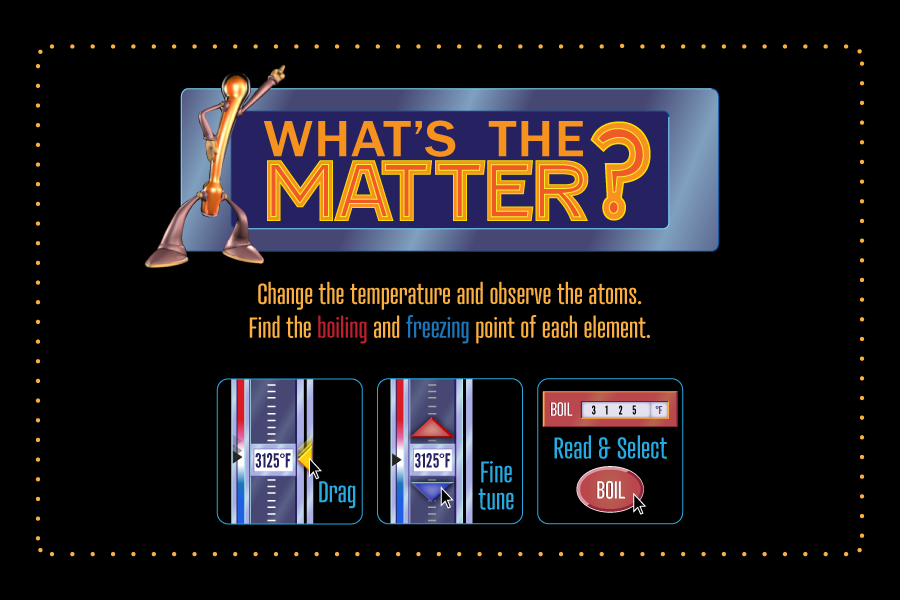 WHAT'S THE
MATTER?
Change the temperature and observe the atoms.
Find the boiling and freezing point of each element.
3125°F
Drag
3125°F
Fine
tune
BOIL 3 1 2 5 °F
Read & Select
BOIL